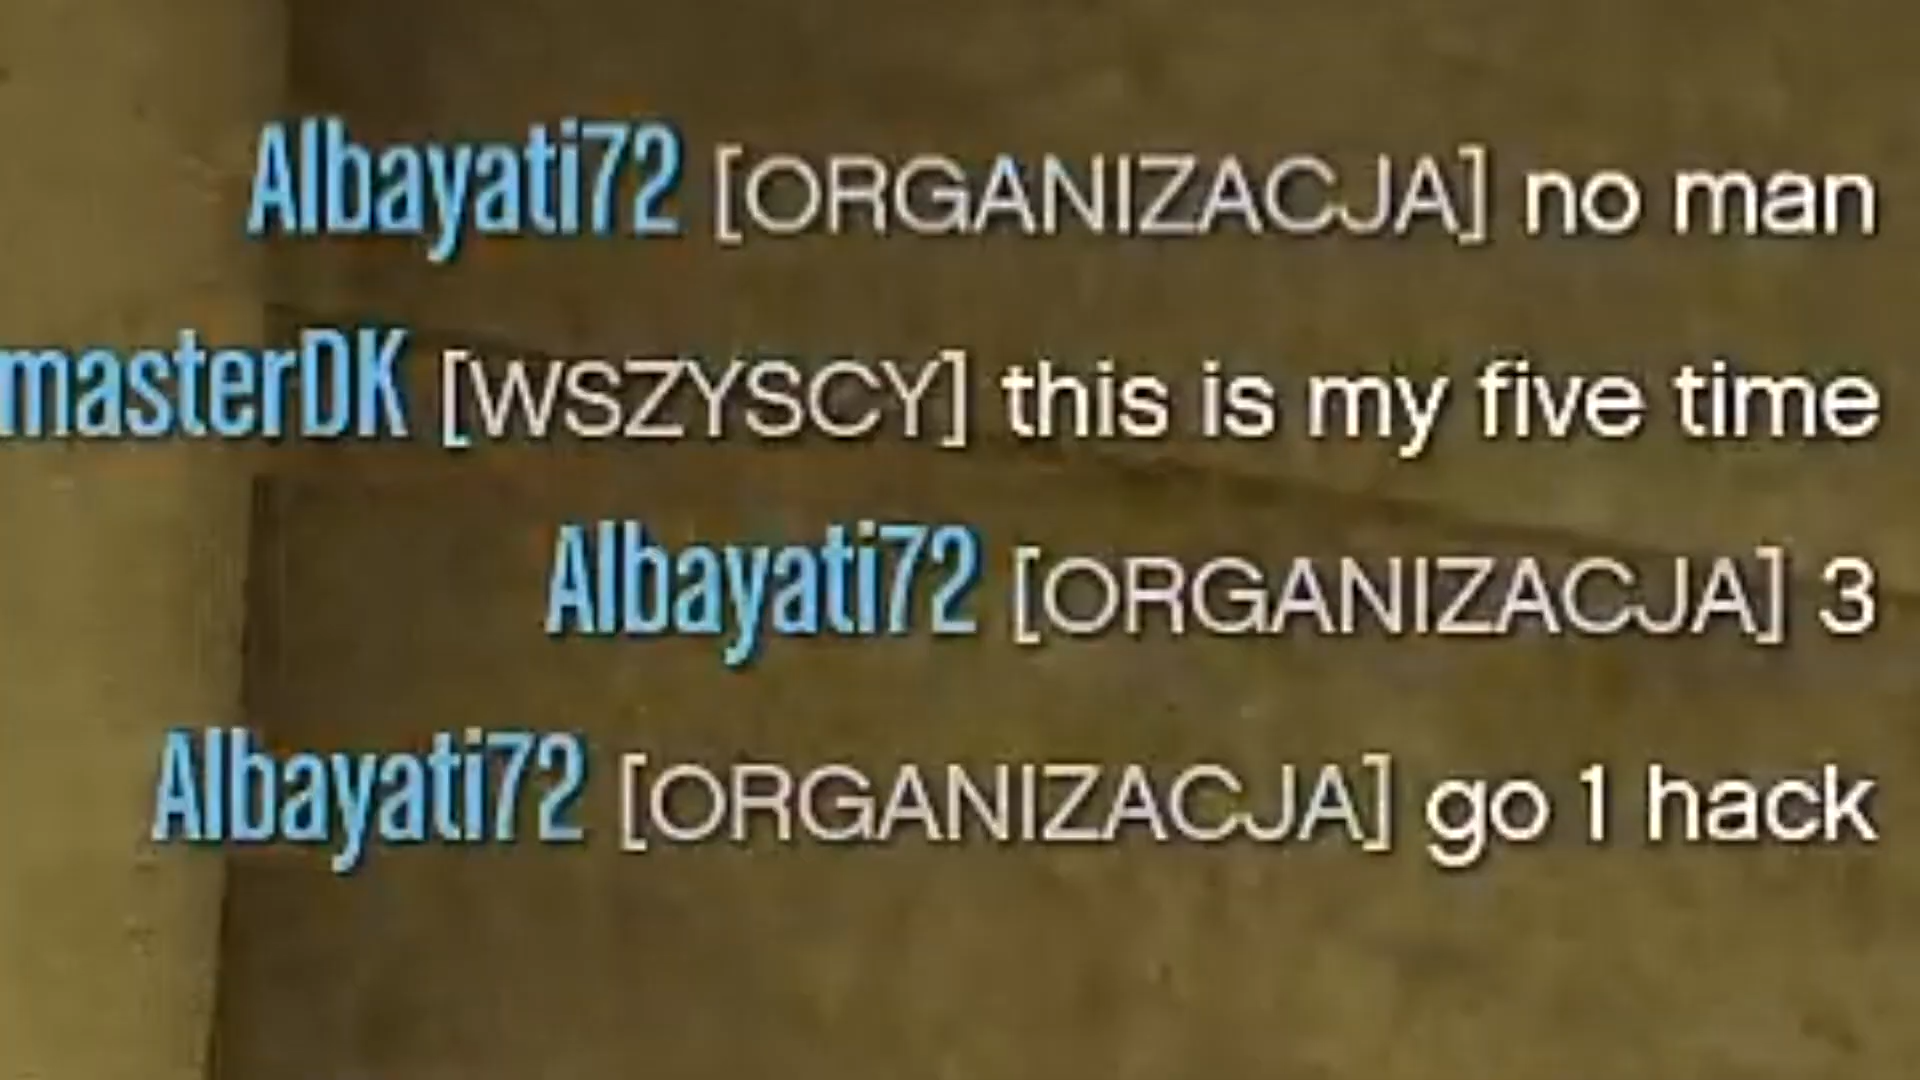 Albayati72 [ORGANIZACJA] no man
masterDK [WSZYSCY] this is my five time
Albayati72 [ORGANIZACJA] 3
Albayati72 [ORGANIZACJA] go 1 hack